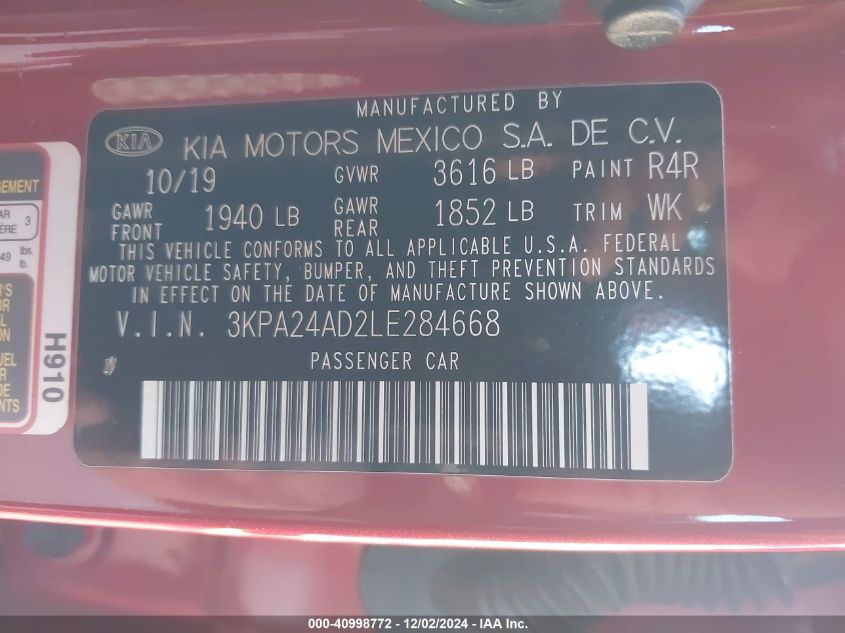 MANUFACTURED BY
KIA KIA MOTORS MEXICO S.A. DE C.V.
10/19 GVWR 3616 LB PAINT R4R
GAWR FRONT 1940 LB GAWR REAR 1852 LB TRIM WK
THIS VEHICLE CONFORMS TO ALL APPLICABLE U.S.A. FEDERAL
MOTOR VEHICLE SAFETY, BUMPER, AND THEFT PREVENTION STANDARDS
IN EFFECT ON THE DATE OF MANUFACTURE SHOWN ABOVE.
V.I.N. 3KPA24AD2LE284668
PASSENGER CAR
H910
3
lbs.
lb.
000-40998772 - 12/02/2024 - IAA Inc.